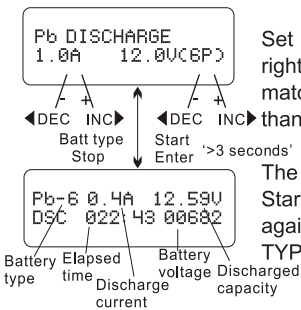 Pb DISCHARGE
1.0A 12.0V(6P)
- + - +
◀DEC INC▶ ◀DEC INC▶
Batt type Start
Stop Enter '>3 seconds'
Pb-6 0.4A 12.59V
DSC 022:43 00682
Battery Elapsed Battery Discharged
type time voltage capacity
Discharge
current
Set
right
than
The
Star
agai
TYP